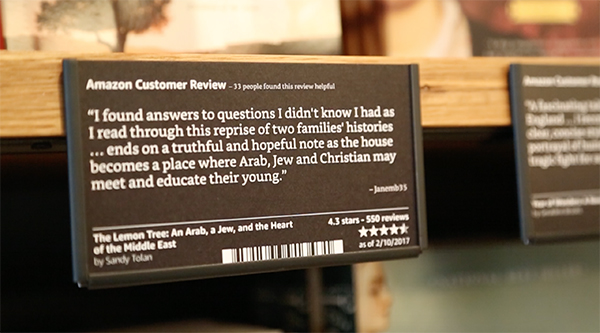 Amazon Customer Review – 33 people found this review helpful
“I found answers to questions I didn't know I had as
I read through this reprise of two families' histories
... ends on a truthful and hopeful note as the house
becomes a place where Arab, Jew and Christian may
meet and educate their young.”
– Janemb35
The Lemon Tree: An Arab, a Jew, and the Heart
of the Middle East
by Sandy Tolan
4.3 stars - 550 reviews
as of 2/10/2017
Amazon Customer
“A fascinating
England